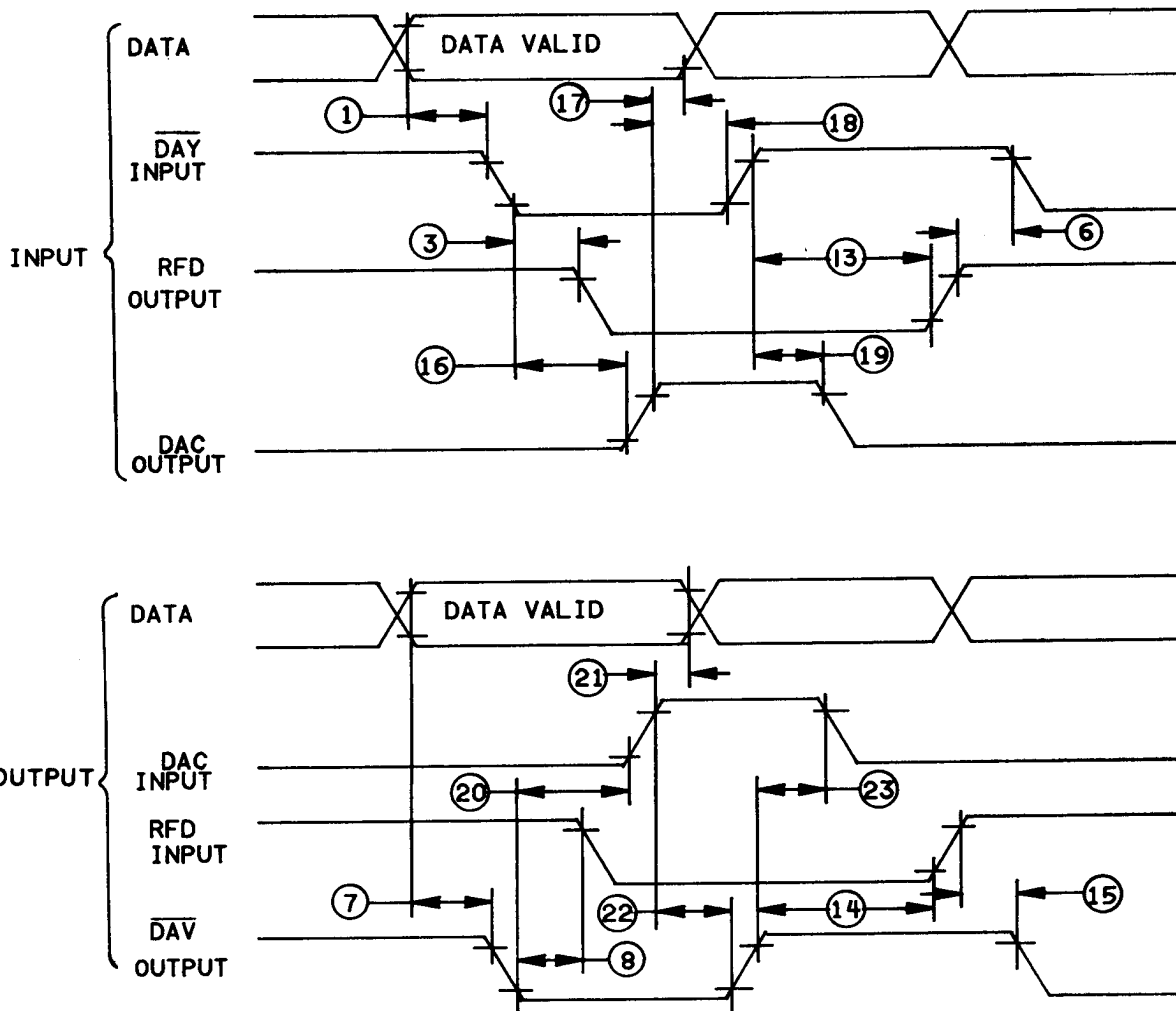 DATA
DATA VALID
17
1
18
DAY
INPUT
3
6
INPUT
RFD
OUTPUT
13
16
19
DAC
OUTPUT
DATA
DATA VALID
21
OUTPUT
DAC
INPUT
20
23
RFD
INPUT
7
22
14
15
DAV
OUTPUT
8